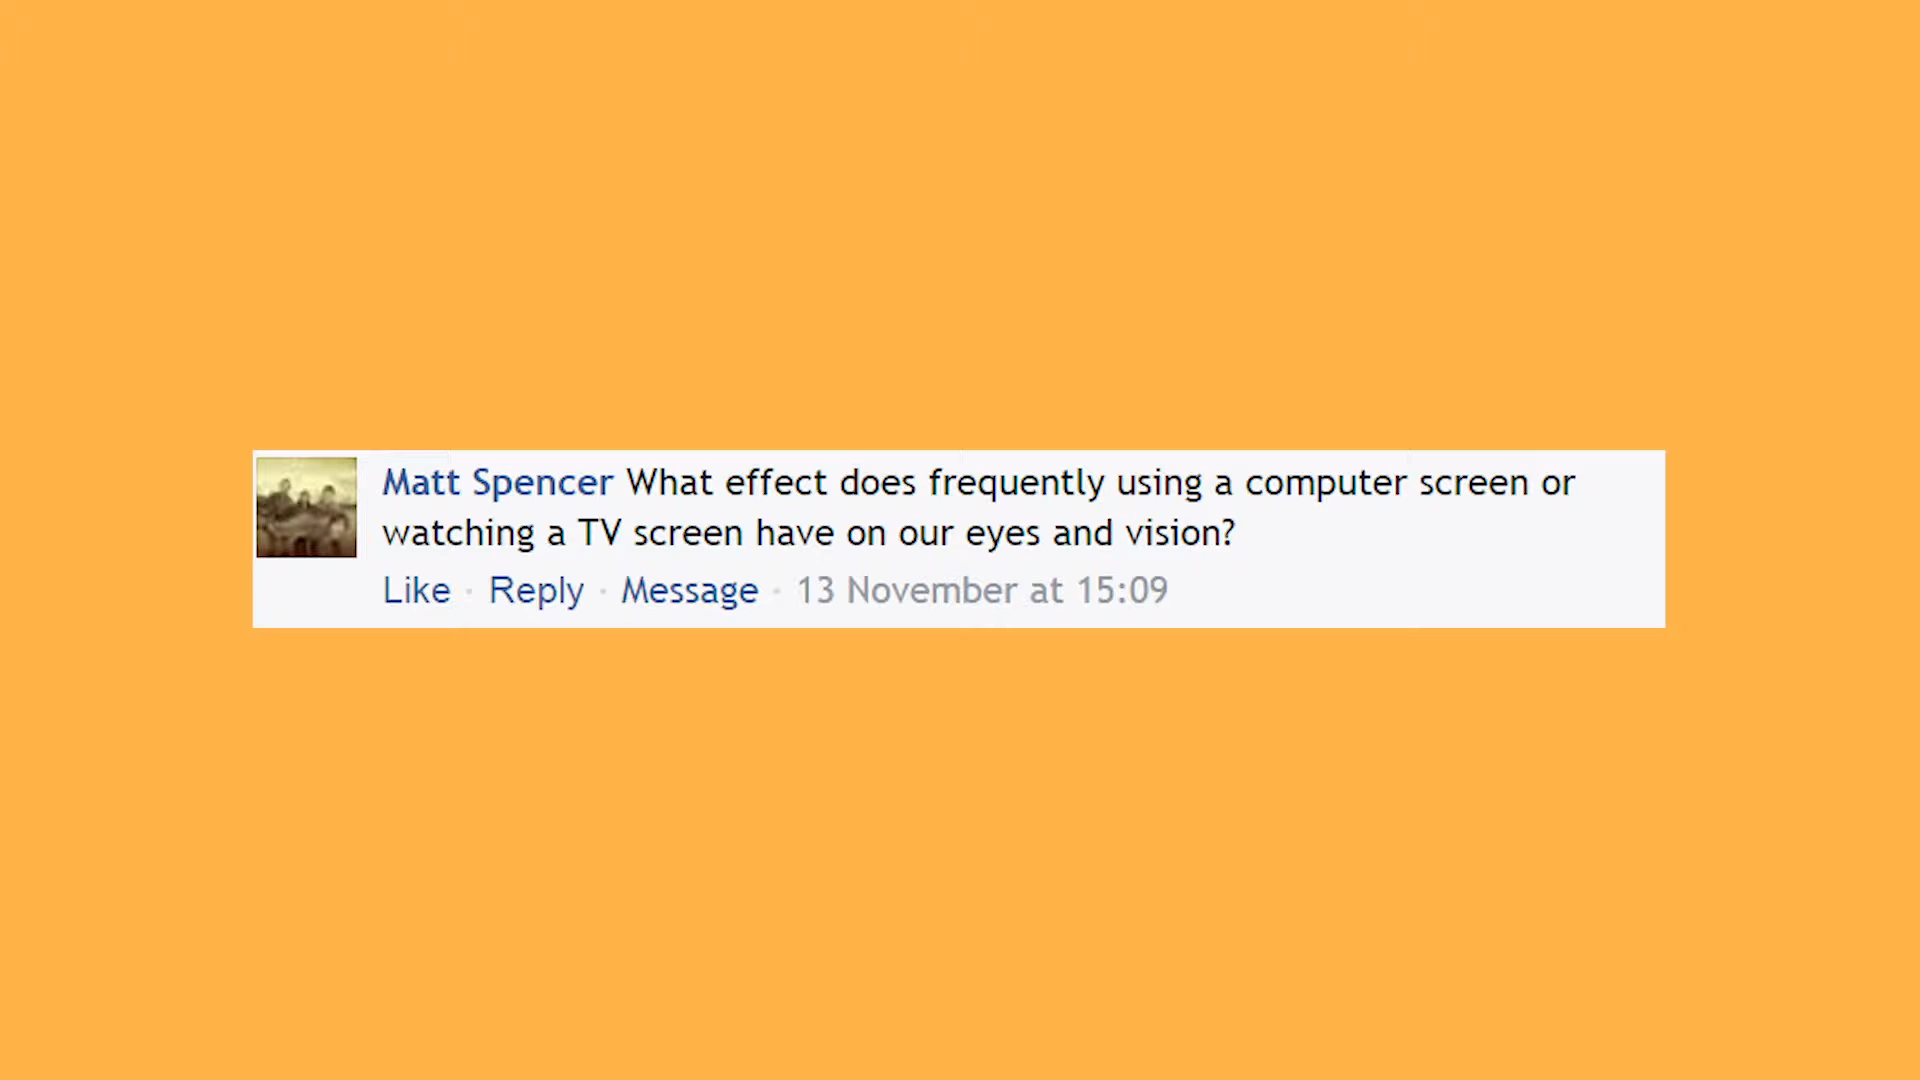 Matt Spencer What effect does frequently using a computer screen or
watching a TV screen have on our eyes and vision?
Like · Reply · Message · 13 November at 15:09